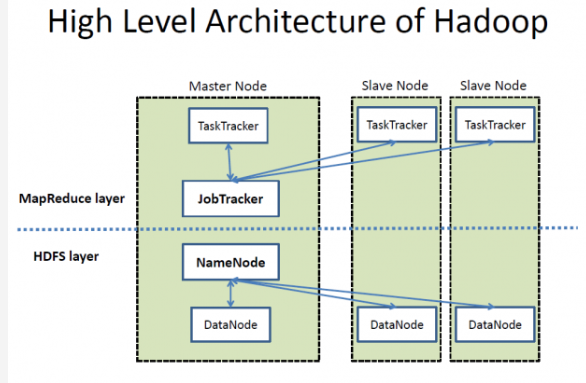 High Level Architecture of Hadoop
Master Node
Slave Node
Slave Node
TaskTracker
TaskTracker
TaskTracker
MapReduce layer
JobTracker
HDFS layer
NameNode
DataNode
DataNode
DataNode